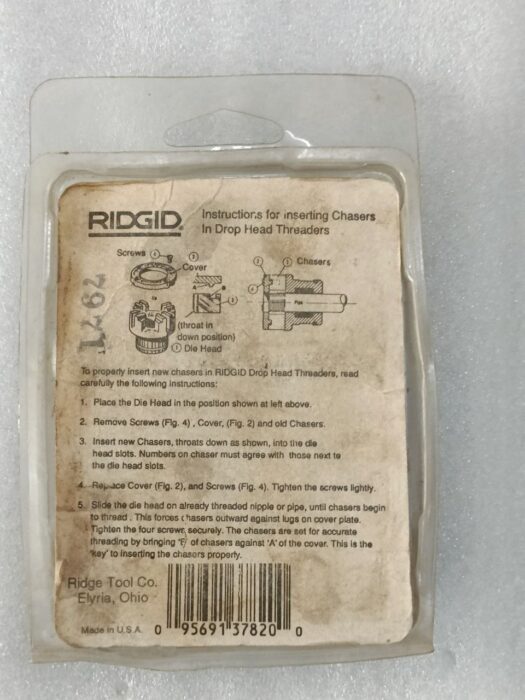 RIDGID
Instructions for Inserting Chasers
In Drop Head Threaders
Screws 4
3
Cover
2
1
Chasers
4
A
B
3
Pipe
(throat in
down position)
1 Die Head
To properly insert new chasers in RIDGID Drop Head Threaders, read
carefully the following instructions:
1. Place the Die Head in the position shown at left above.
2. Remove Screws (Fig. 4) , Cover, (Fig. 2) and old Chasers.
3. Insert new Chasers, throats down as shown, into the die
head slots. Numbers on chaser must agree with those next to
the die head slots.
4. Replace Cover (Fig. 2), and Screws (Fig. 4). Tighten the screws lightly.
5. Slide the die head on already threaded nipple or pipe, until chasers begin
to thread . This forces chasers outward against lugs on cover plate.
Tighten the four screws securely. The chasers are set for accurate
threading by bringing 'B' of chasers against 'A' of the cover. This is the
'key' to inserting the chasers properly.
Ridge Tool Co.
Elyria, Ohio
Made in U.S.A.
0 95691 37820 0